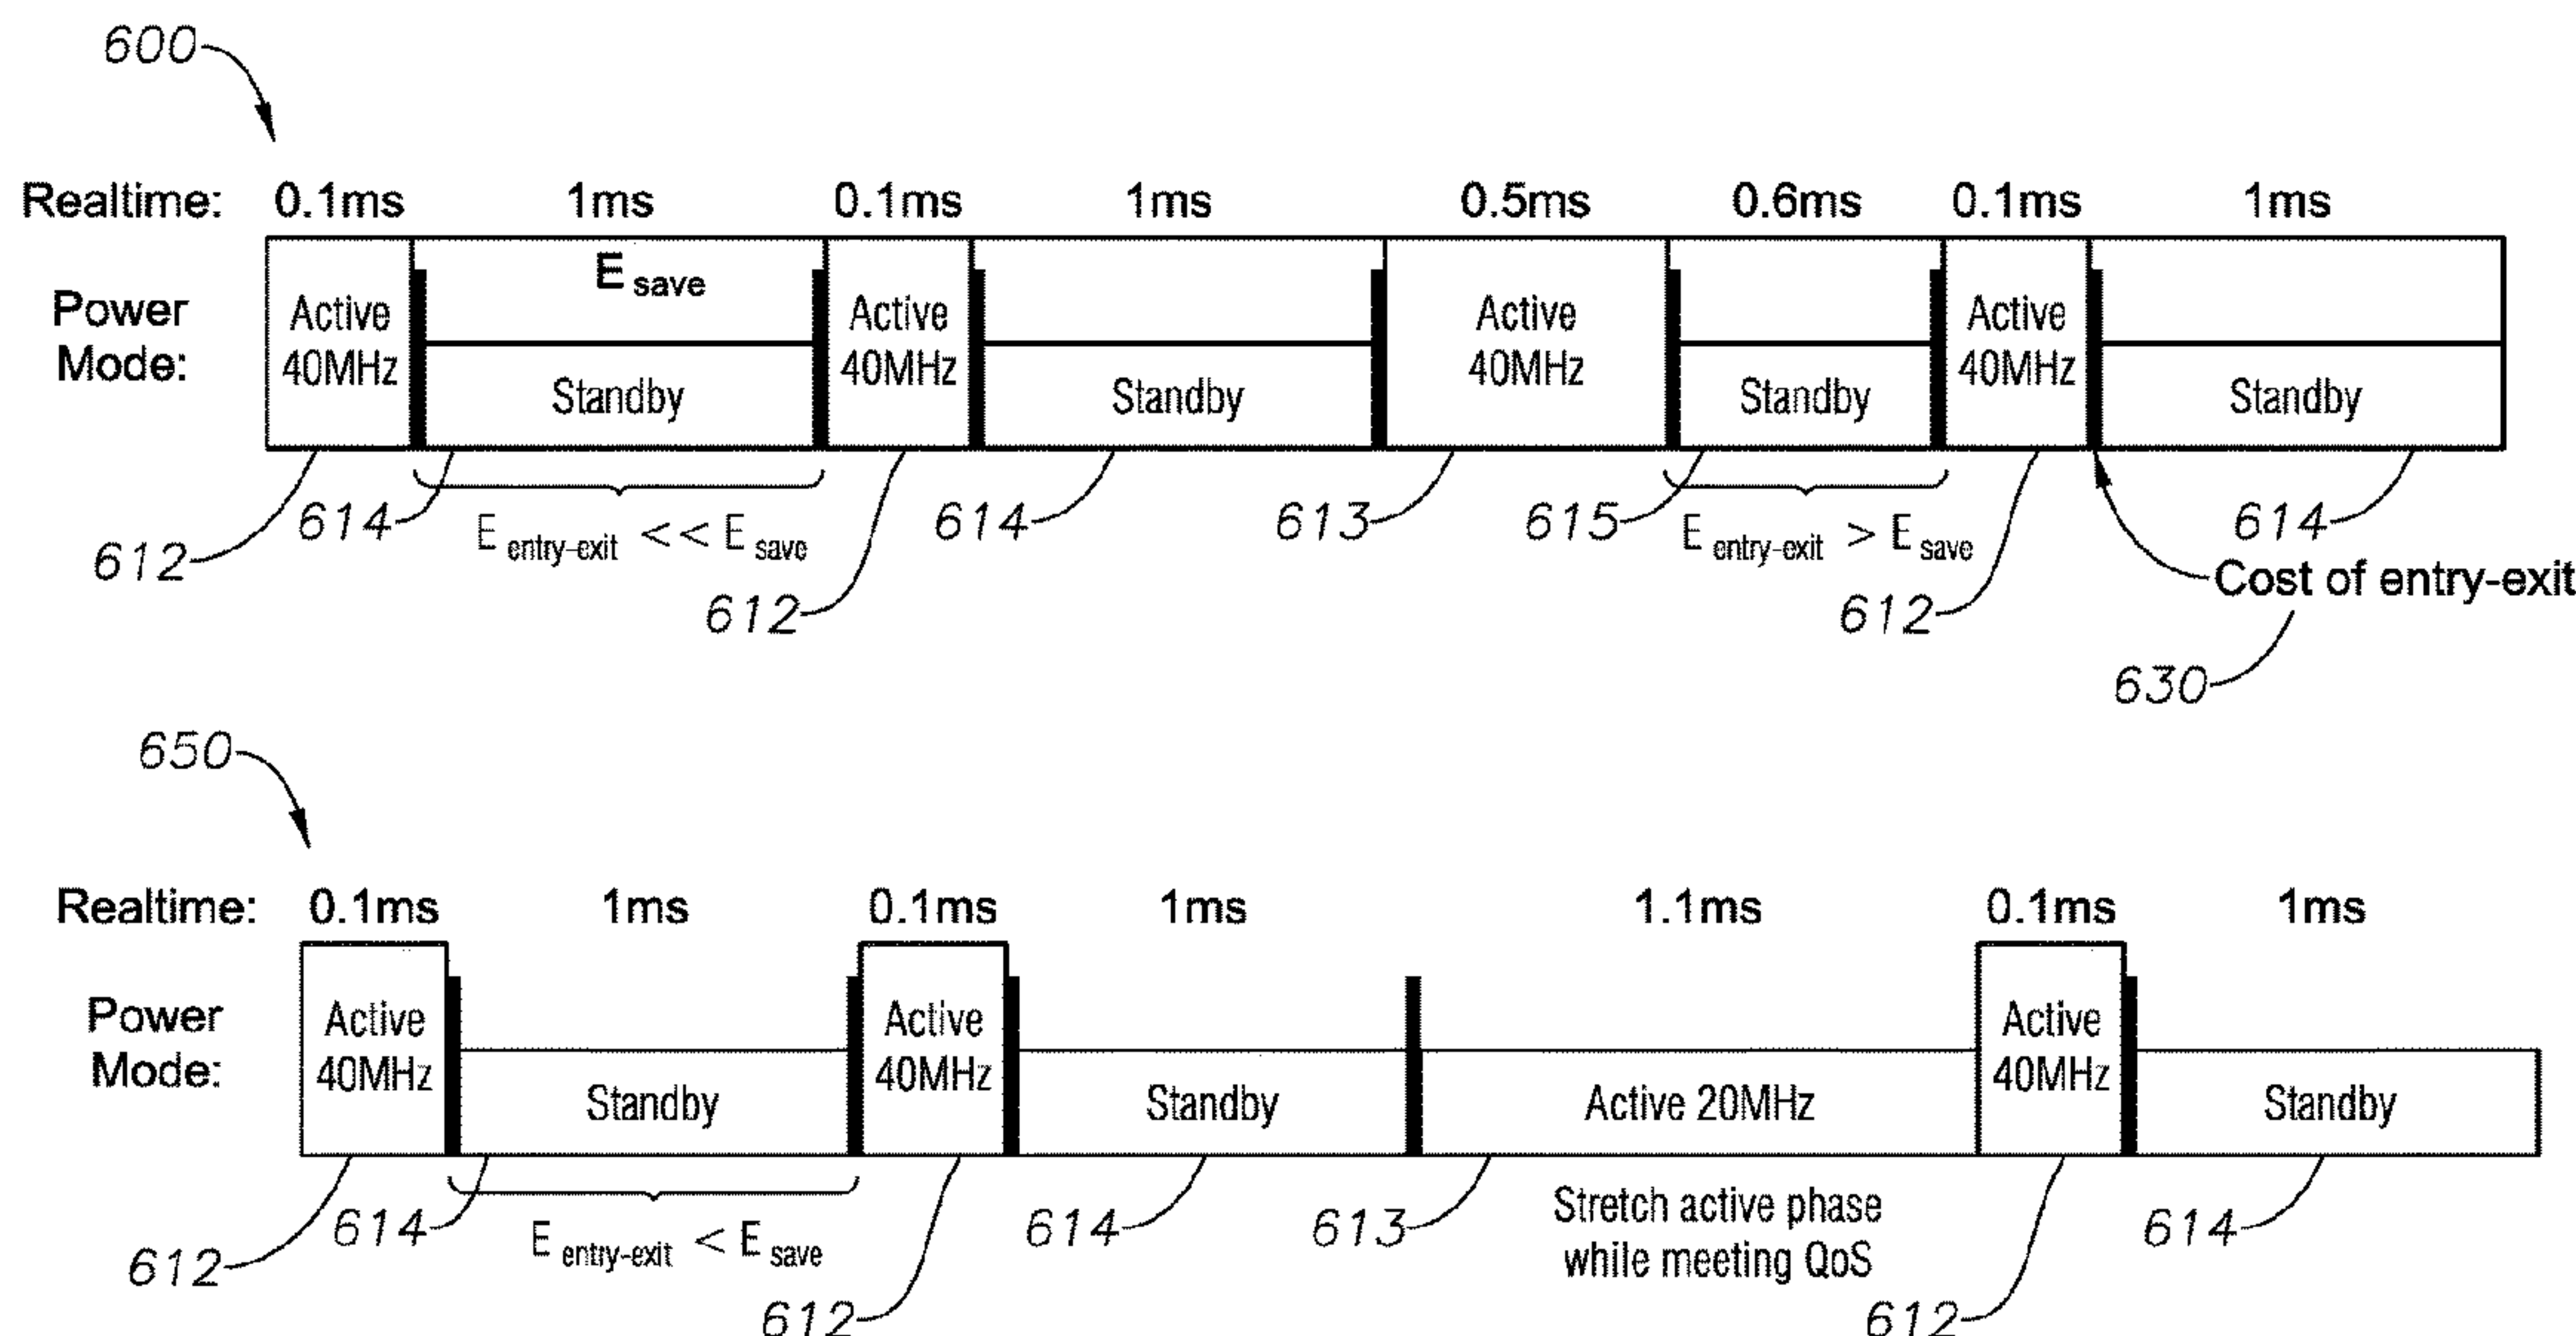 600
Realtime: 0.1ms 1ms 0.1ms 1ms 0.5ms 0.6ms 0.1ms 1ms
Power Mode:
Active 40MHz
E save
Standby
Active 40MHz
Standby
Active 40MHz
Standby
Active 40MHz
Standby
612
614
E entry-exit << E save
612
614
613
615
E entry-exit > E save
612
Cost of entry-exit
614
630
650
Realtime: 0.1ms 1ms 0.1ms 1ms 1.1ms 0.1ms 1ms
Power Mode:
Active 40MHz
Standby
Active 40MHz
Standby
Active 20MHz
Active 40MHz
Standby
612
614
E entry-exit < E save
612
614
613
Stretch active phase
while meeting QoS
612
614